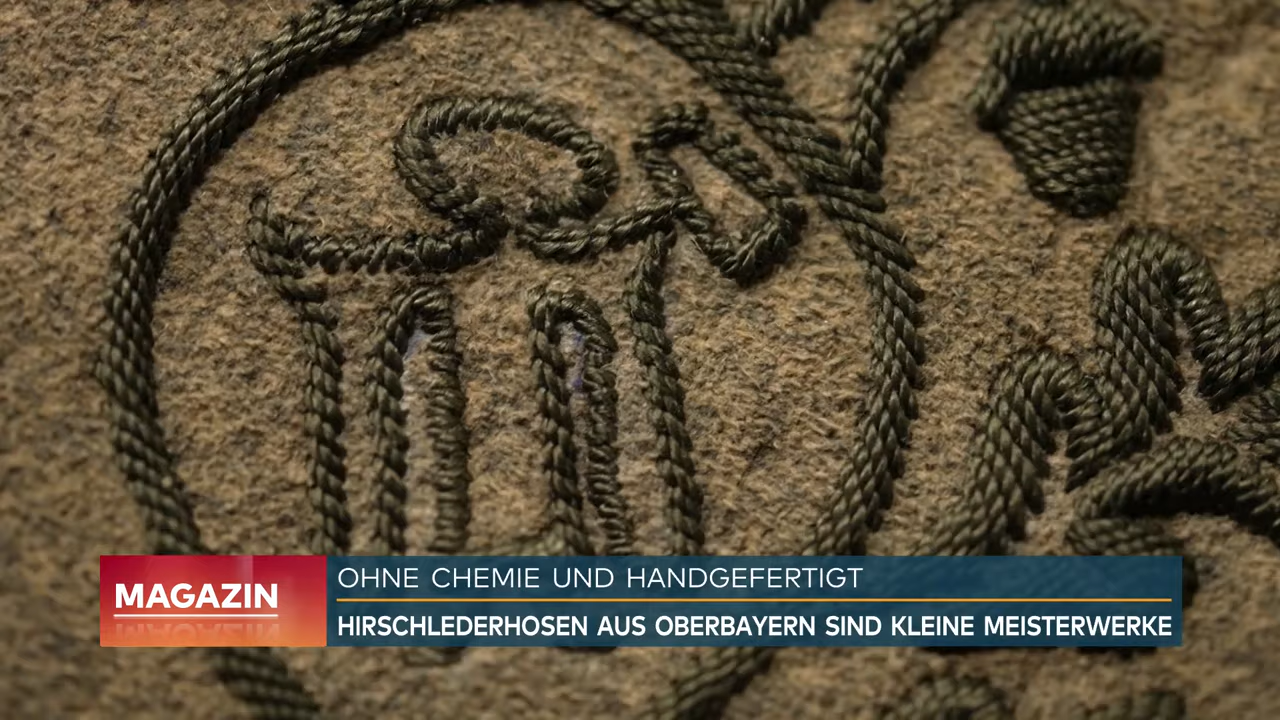 MAGAZIN
OHNE CHEMIE UND HANDGEFERTIGT
HIRSCHLEDERHOSEN AUS OBERBAYERN SIND KLEINE MEISTERWERKE